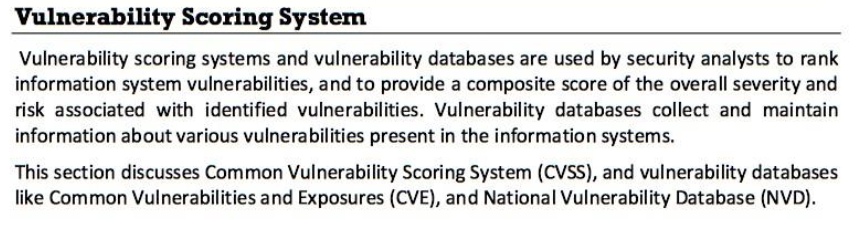 Vulnerability Scoring System
Vulnerability scoring systems and vulnerability databases are used by security analysts to rank
information system vulnerabilities, and to provide a composite score of the overall severity and
risk associated with identified vulnerabilities. Vulnerability databases collect and maintain
information about various vulnerabilities present in the information systems.
This section discusses Common Vulnerability Scoring System (CVSS), and vulnerability databases
like Common Vulnerabilities and Exposures (CVE), and National Vulnerability Database (NVD).